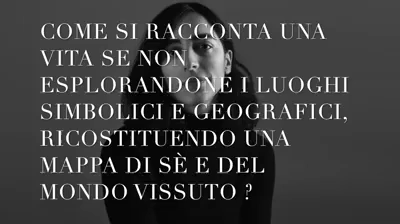 COME SI RACCONTA UNA
VITA SE NON
ESPLORANDONE I LUOGHI
SIMBOLICI E GEOGRAFICI,
RICOSTITUENDO UNA
MAPPA DI SÈ E DEL
MONDO VISSUTO ?